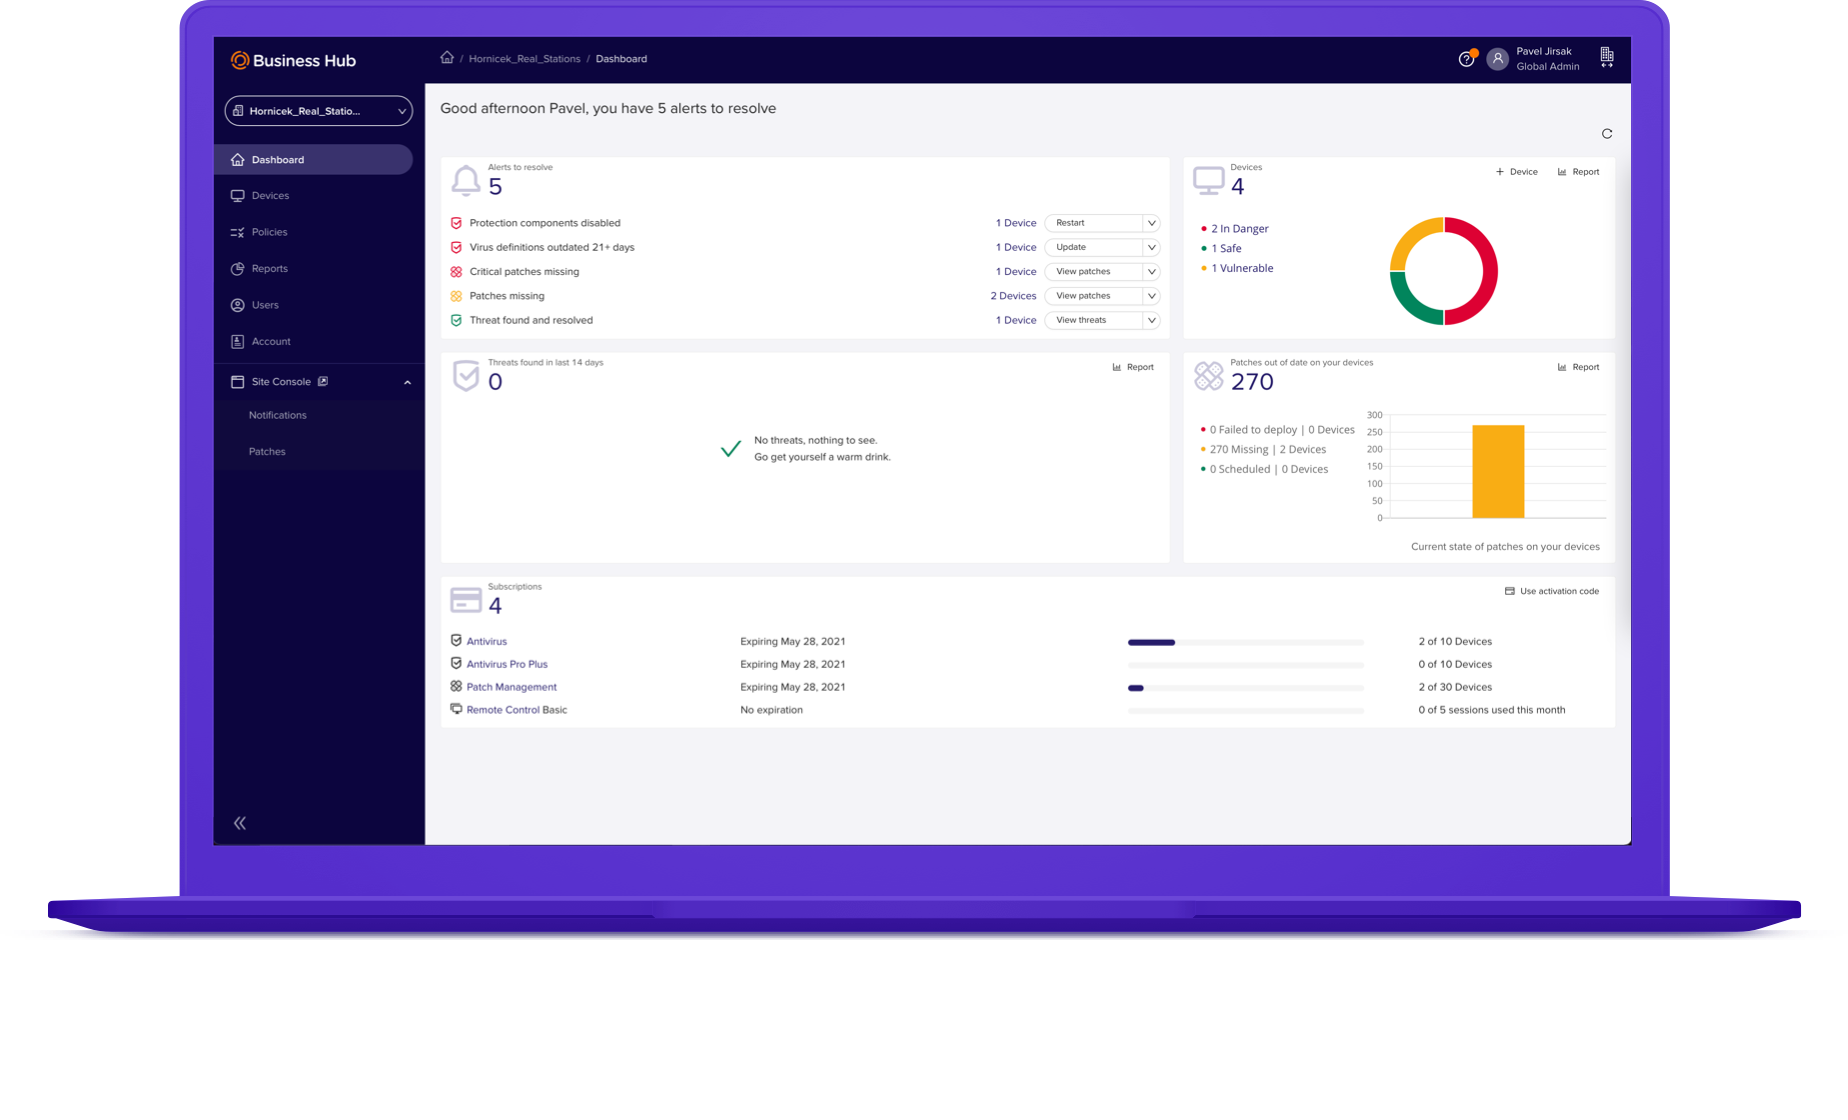 Business Hub
Hornicek_Real_Statio...
Dashboard
Devices
Policies
Reports
Users
Account
Site Console
Notifications
Patches
/ Hornicek_Real_Stations / Dashboard
Pavel Jirsak
Global Admin
Good afternoon Pavel, you have 5 alerts to resolve
Alerts to resolve
5
Protection components disabled 1 Device Restart
Virus definitions outdated 21+ days 1 Device Update
Critical patches missing 1 Device View patches
Patches missing 2 Devices View patches
Threat found and resolved 1 Device View threats
Devices
4
+ Device Report
2 In Danger
1 Safe
1 Vulnerable
Threats found in last 14 days
0
Report
No threats, nothing to see.
Go get yourself a warm drink.
Patches out of date on your devices
270
Report
0 Failed to deploy | 0 Devices
270 Missing | 2 Devices
0 Scheduled | 0 Devices
300
250
200
150
100
50
0
Current state of patches on your devices
Subscriptions
4
Use activation code
Antivirus Expiring May 28, 2021 2 of 10 Devices
Antivirus Pro Plus Expiring May 28, 2021 0 of 10 Devices
Patch Management Expiring May 28, 2021 2 of 30 Devices
Remote Control Basic No expiration 0 of 5 sessions used this month